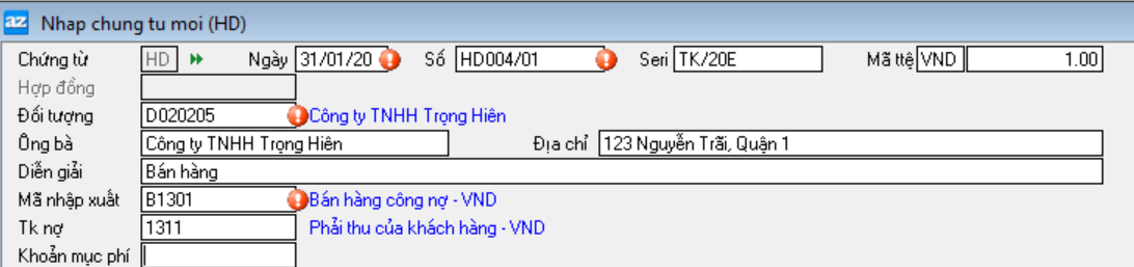 az Nhap chung tu moi (HD)
Chứng từ HD Ngày 31/01/20 Số HD004/01 Seri TK/20E Mã ttệ VND 1.00
Hợp đồng
Đối tượng D020205 Công ty TNHH Trọng Hiên
Ông bà Công ty TNHH Trọng Hiên Địa chỉ 123 Nguyễn Trãi, Quận 1
Diễn giải Bán hàng
Mã nhập xuất B1301 Bán hàng công nợ - VND
Tk nợ 1311 Phải thu của khách hàng - VND
Khoản mục phí